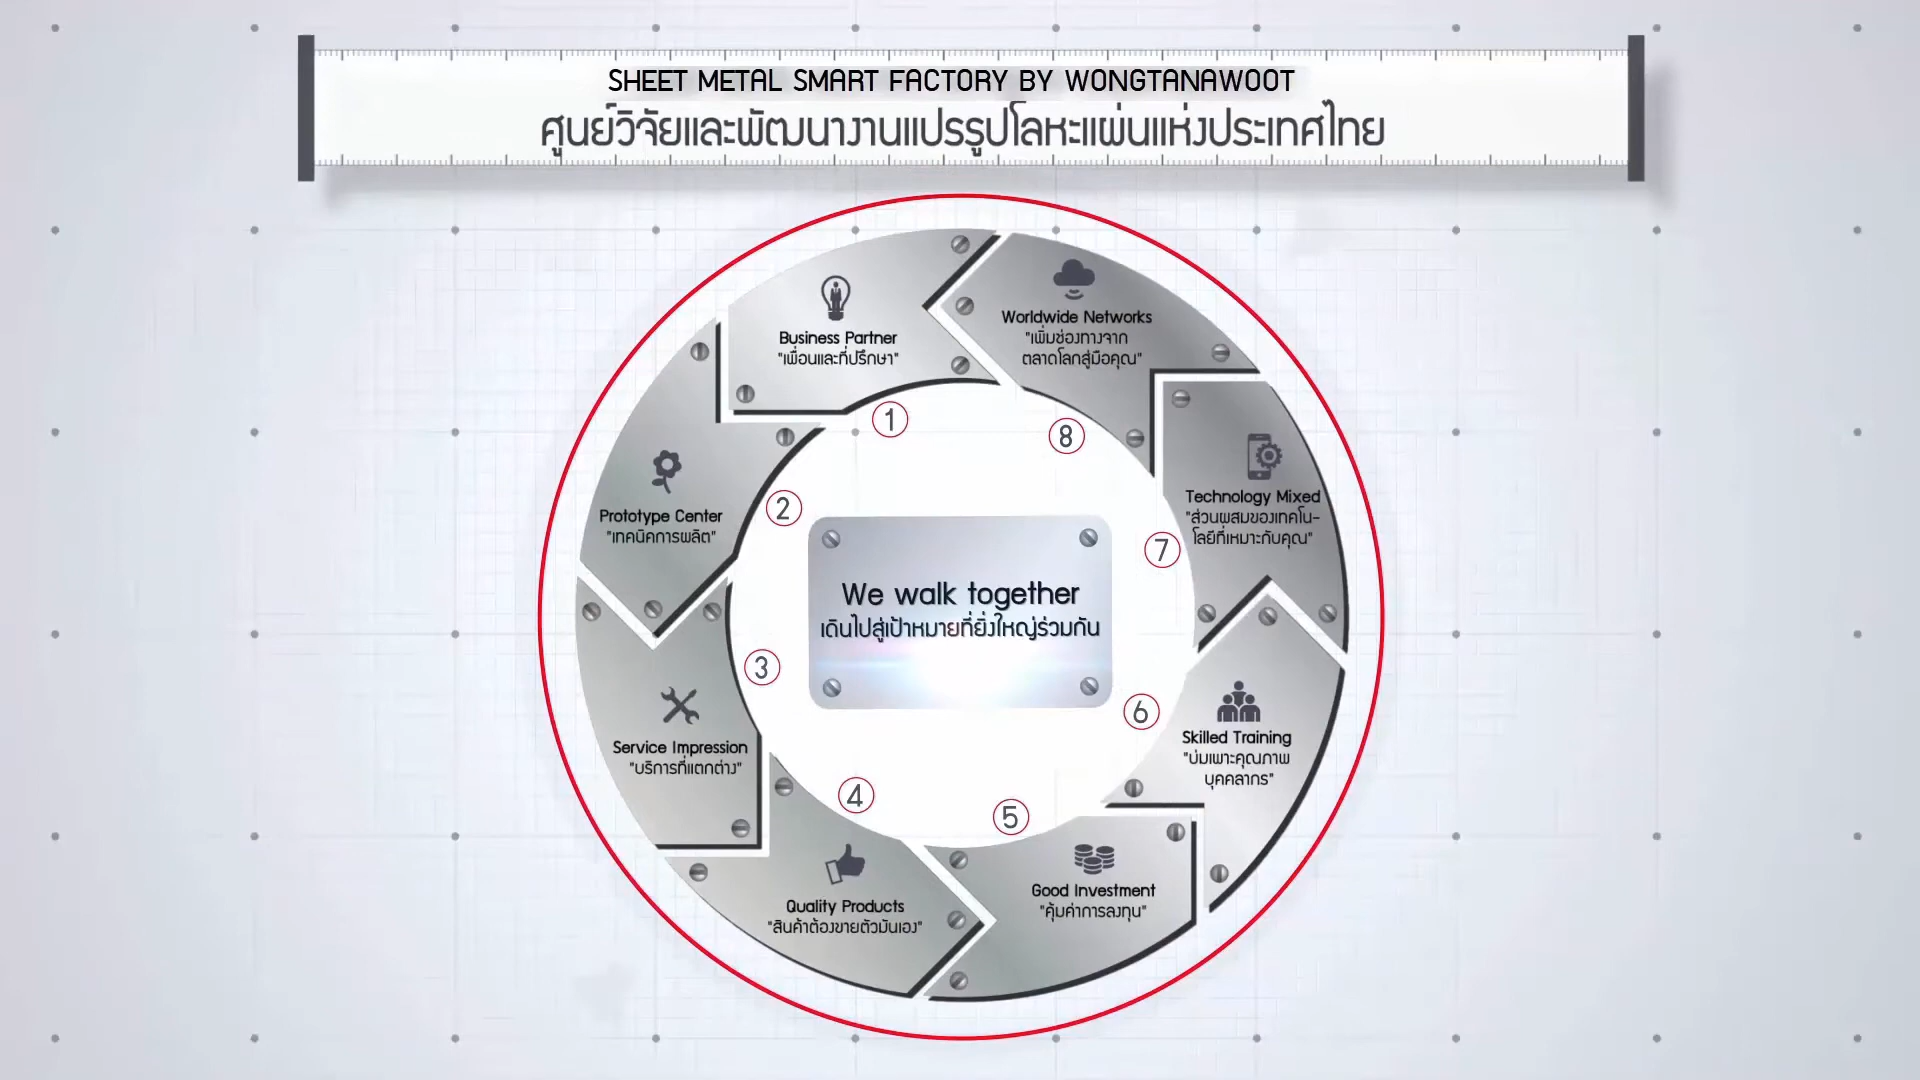 SHEET METAL SMART FACTORY BY WONGTANAWOOT
ศูนย์วิจัยและพัฒนางานแปรรูปโลหะแผ่นแห่งประเทศไทย
Business Partner
"เพื่อนและที่ปรึกษา"
1
Prototype Center
"เทคนิคการผลิต"
2
Service Impression
"บริการที่แตกต่าง"
3
Quality Products
"สินค้าต้องขายตัวมันเอง"
4
Good Investment
"คุ้มค่าการลงทุน"
5
Skilled Training
"บ่มเพาะคุณภาพ
บุคคลากร"
6
Technology Mixed
"ส่วนผสมของเทคโน-
โลยีที่เหมาะกับคุณ"
7
Worldwide Networks
"เพิ่มช่องทางจาก
ตลาดโลกสู่มือคุณ"
8
We walk together
เดินไปสู่เป้าหมายที่ยิ่งใหญ่ร่วมกัน